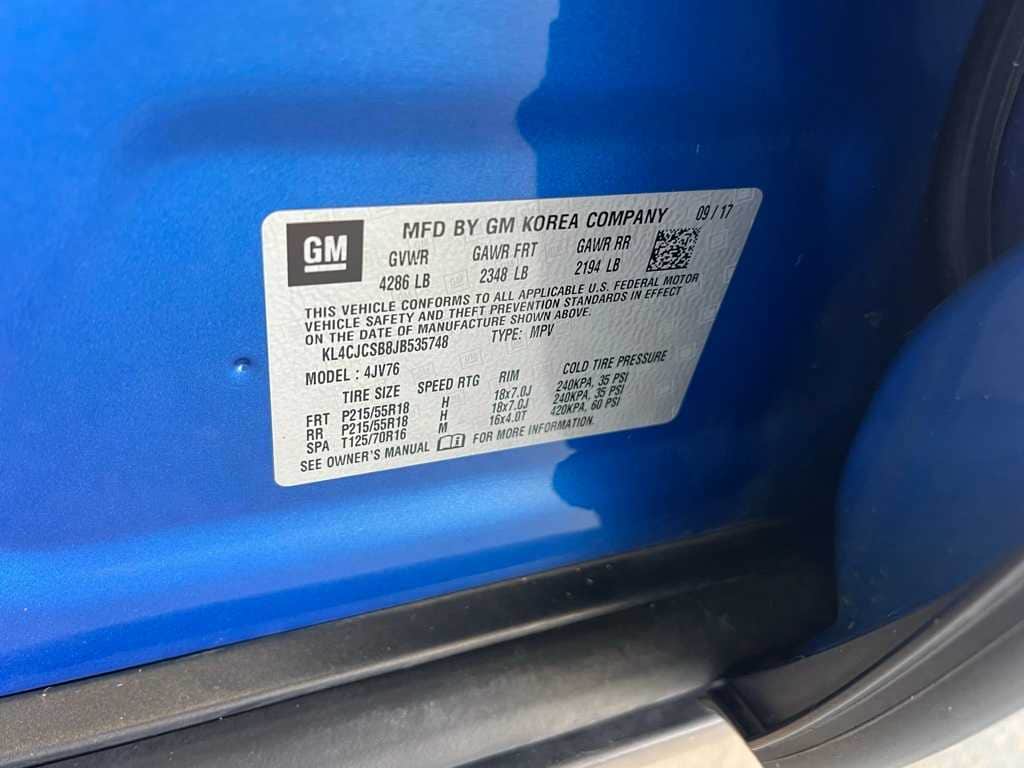 GM
MFD BY GM KOREA COMPANY 09/17
GVWR GAWR FRT GAWR RR
4286 LB 2348 LB 2194 LB
THIS VEHICLE CONFORMS TO ALL APPLICABLE U.S. FEDERAL MOTOR
VEHICLE SAFETY AND THEFT PREVENTION STANDARDS IN EFFECT
ON THE DATE OF MANUFACTURE SHOWN ABOVE.
KL4CJCSB8JB535748 TYPE: MPV
MODEL : 4JV76
TIRE SIZE SPEED RTG RIM COLD TIRE PRESSURE
FRT P215/55R18 H 18x7.0J 240KPA, 35 PSI
RR P215/55R18 H 18x7.0J 240KPA, 35 PSI
SPA T125/70R16 M 16x4.0T 420KPA, 60 PSI
SEE OWNER'S MANUAL FOR MORE INFORMATION.